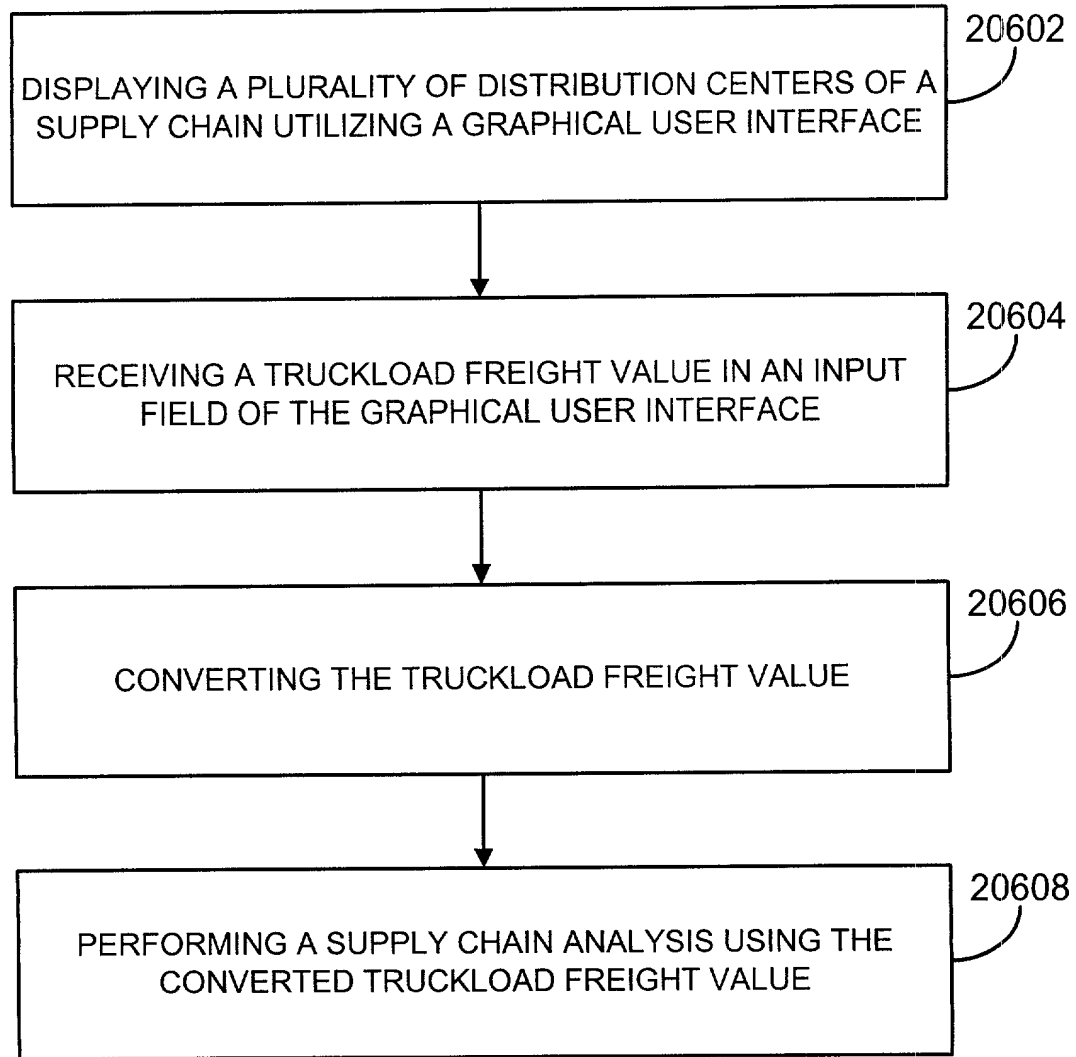 20602
DISPLAYING A PLURALITY OF DISTRIBUTION CENTERS OF A
SUPPLY CHAIN UTILIZING A GRAPHICAL USER INTERFACE
20604
RECEIVING A TRUCKLOAD FREIGHT VALUE IN AN INPUT
FIELD OF THE GRAPHICAL USER INTERFACE
20606
CONVERTING THE TRUCKLOAD FREIGHT VALUE
20608
PERFORMING A SUPPLY CHAIN ANALYSIS USING THE
CONVERTED TRUCKLOAD FREIGHT VALUE